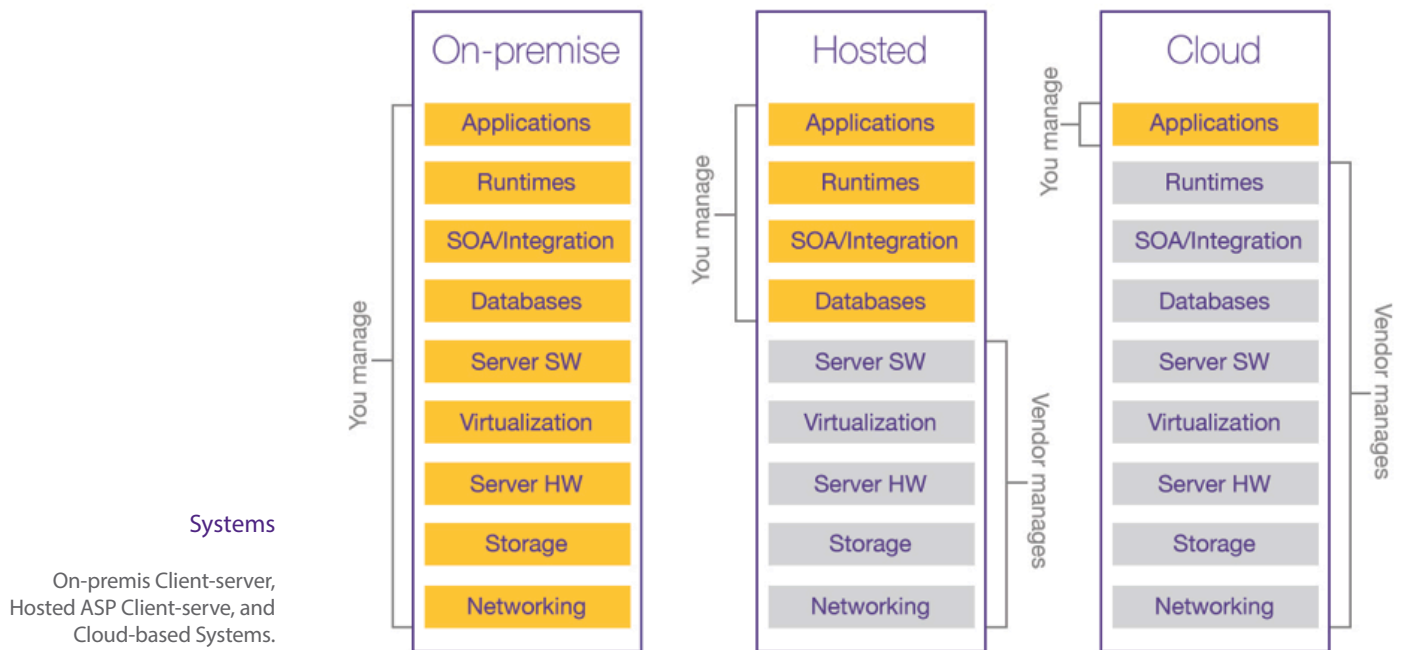 On-premise
Applications
Runtimes
SOA/Integration
Databases
Server SW
Virtualization
Server HW
Storage
Networking
You manage
Hosted
Applications
Runtimes
SOA/Integration
Databases
Server SW
Virtualization
Server HW
Storage
Networking
You manage
Vendor manages
Cloud
Applications
Runtimes
SOA/Integration
Databases
Server SW
Virtualization
Server HW
Storage
Networking
You manage
Vendor manages
Systems
On-premis Client-server,
Hosted ASP Client-serve, and
Cloud-based Systems.